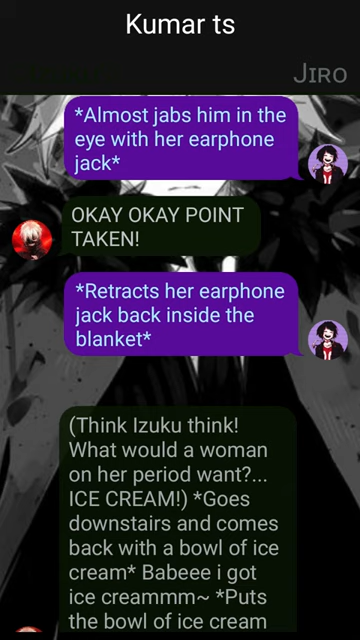 Kumar ts
JIRO
*Almost jabs him in the
eye with her earphone
jack*
OKAY OKAY POINT
TAKEN!
*Retracts her earphone
jack back inside the
blanket*
(Think Izuku think!
What would a woman
on her period want?...
ICE CREAM!) *Goes
downstairs and comes
back with a bowl of ice
cream* Babeee i got
ice creammm~ *Puts
the bowl of ice cream